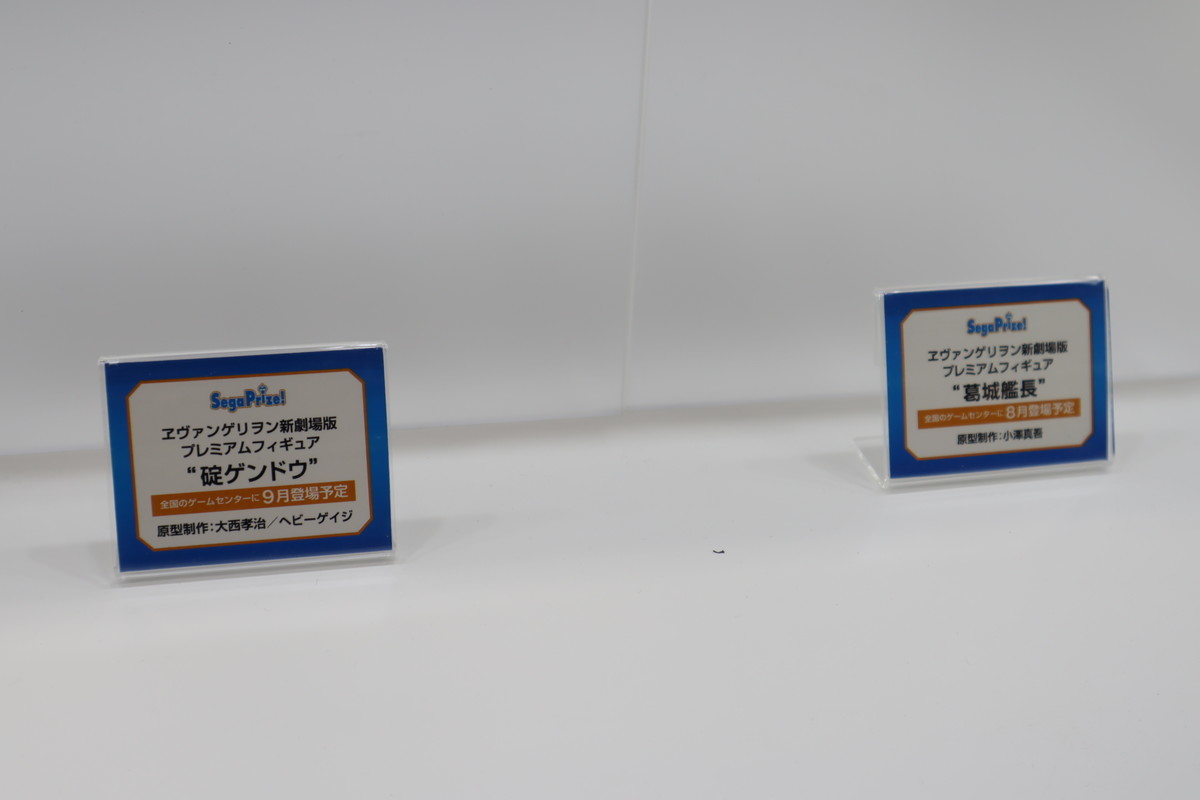 SegaPrize!
ヱヴァンゲリヲン新劇場版
プレミアムフィギュア
“碇ゲンドウ”
全国のゲームセンターに9月登場予定
原型制作：大西孝治／ヘビーゲイジ
SegaPrize!
ヱヴァンゲリヲン新劇場版
プレミアムフィギュア
“葛城艦長”
全国のゲームセンターに8月登場予定
原型制作：小澤真吾